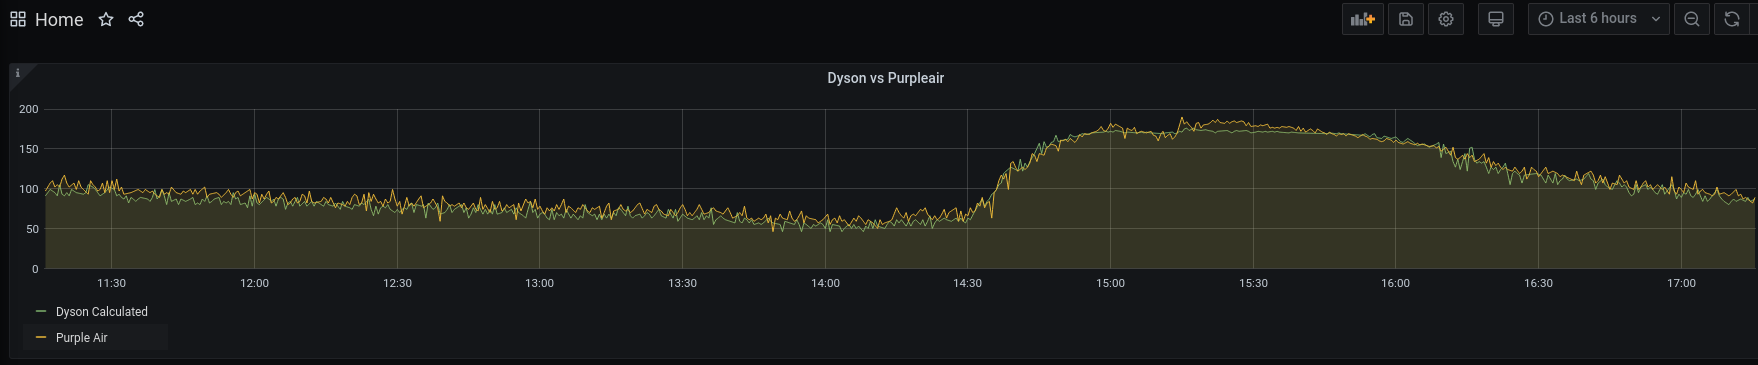 Home
Last 6 hours
i
Dyson vs Purpleair
200
150
100
50
0
11:30 12:00 12:30 13:00 13:30 14:00 14:30 15:00 15:30 16:00 16:30 17:00
Dyson Calculated
Purple Air